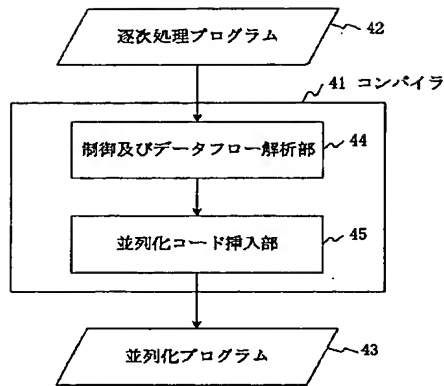 逐次処理プログラム 42
41 コンパイラ
制御及びデータフロー解析部 44
並列化コード挿入部 45
並列化プログラム 43